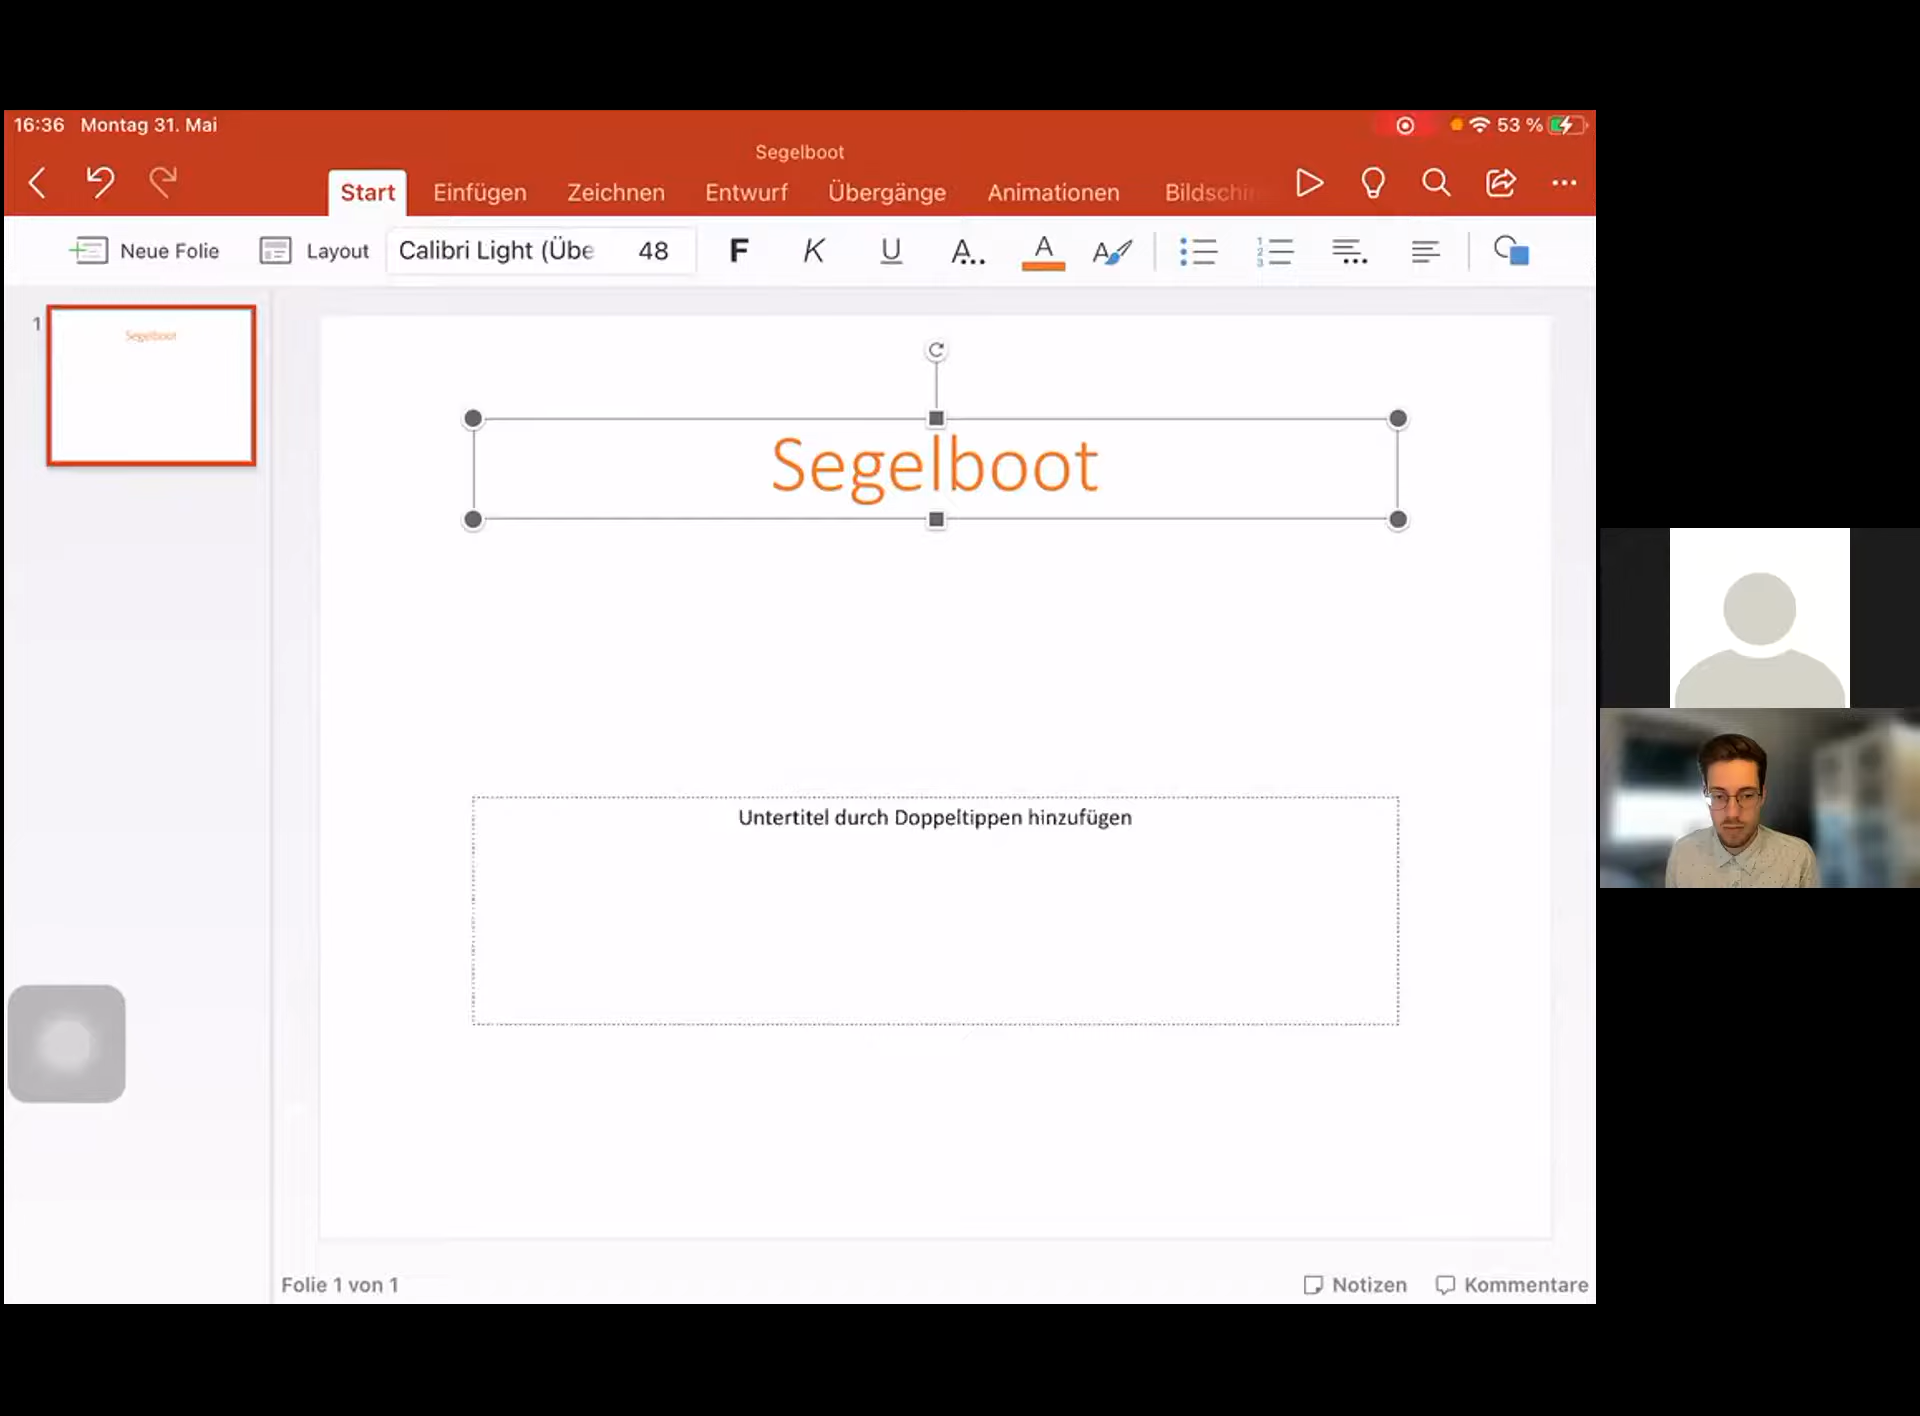 16:36 Montag 31. Mai
53 %
Segelboot
Start Einfügen Zeichnen Entwurf Übergänge Animationen
Neue Folie Layout Calibri Light (Übe 48 F K U A.. A A
1
Segelboot
Segelboot
Untertitel durch Doppeltippen hinzufügen
Folie 1 von 1 Notizen Kommentare